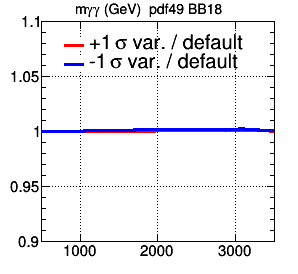 mγγ (GeV) pdf49 BB18
1.1
+1 σ var. / default
-1 σ var. / default
1.05
1
0.95
0.9
1000 2000 3000